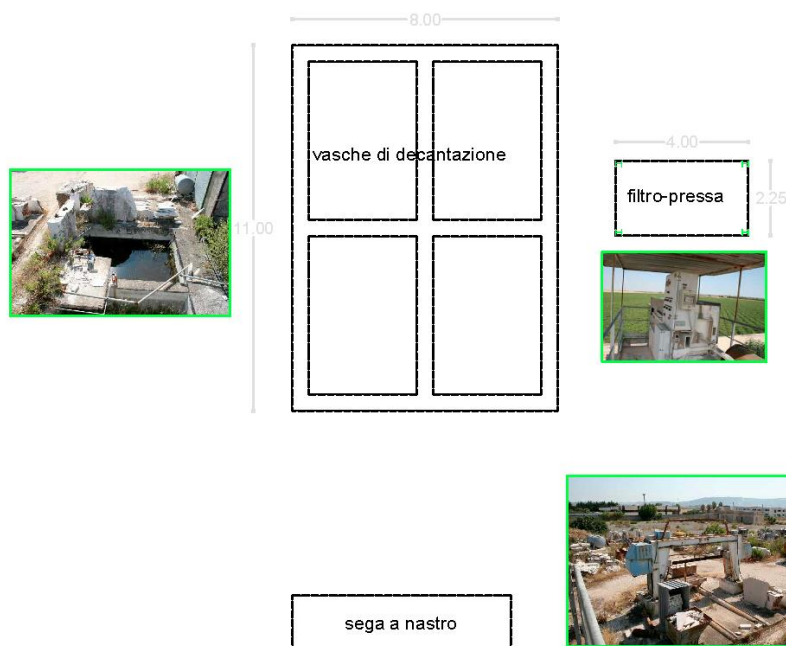 8.00
vasche di decantazione
4.00
filtro-pressa
2.25
11.00
sega a nastro